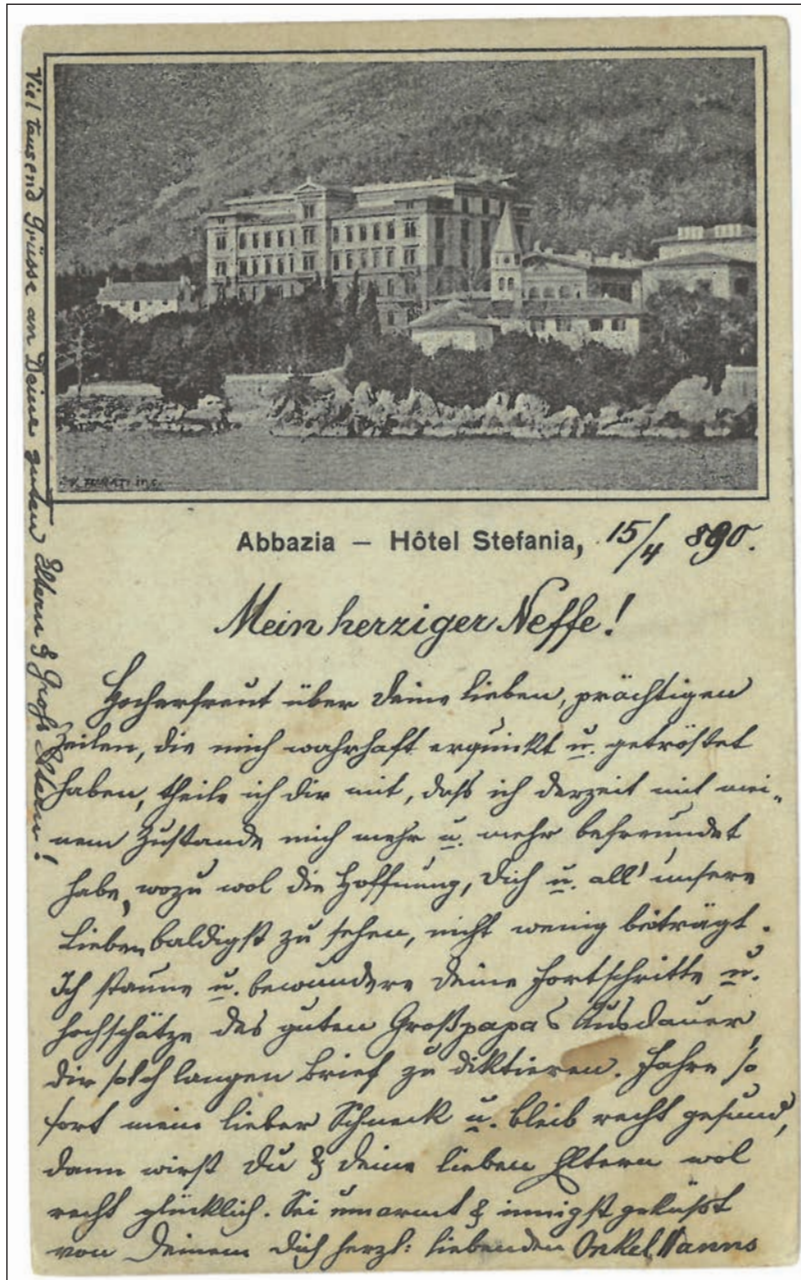 V. TURATI inc.
Abbazia – Hôtel Stefania, 15/4 890.
Mein herziger Neffe!
Hocherfreut über Deine lieben, prächtigen
Zeilen, die mich wahrhaft erquickt u. getröstet
haben, theile ich Dir mit, daß ich derzeit mit mei-
nem Zustande mich mehr u. mehr befreundet
habe, wozu wol die Hoffnung, Dich u. all' unsere
Lieben baldigst zu sehen, nicht wenig beiträgt.
Ich staune u. bewundere Deine Fortschritte u.
hochschätze des guten Großpapas Ausdauer,
Dir solch langen Brief zu diktieren. Fahre so
fort mein lieber Schneck u. bleib recht gesund,
dann wirst Du & Deine lieben Eltern wol
recht glücklich. Sei umarmt & innigst geküßt
von Deinem Dich herzl: liebenden Onkel Hanns
Viel tausend Grüsse an Deine guten Eltern & Groß Eltern!